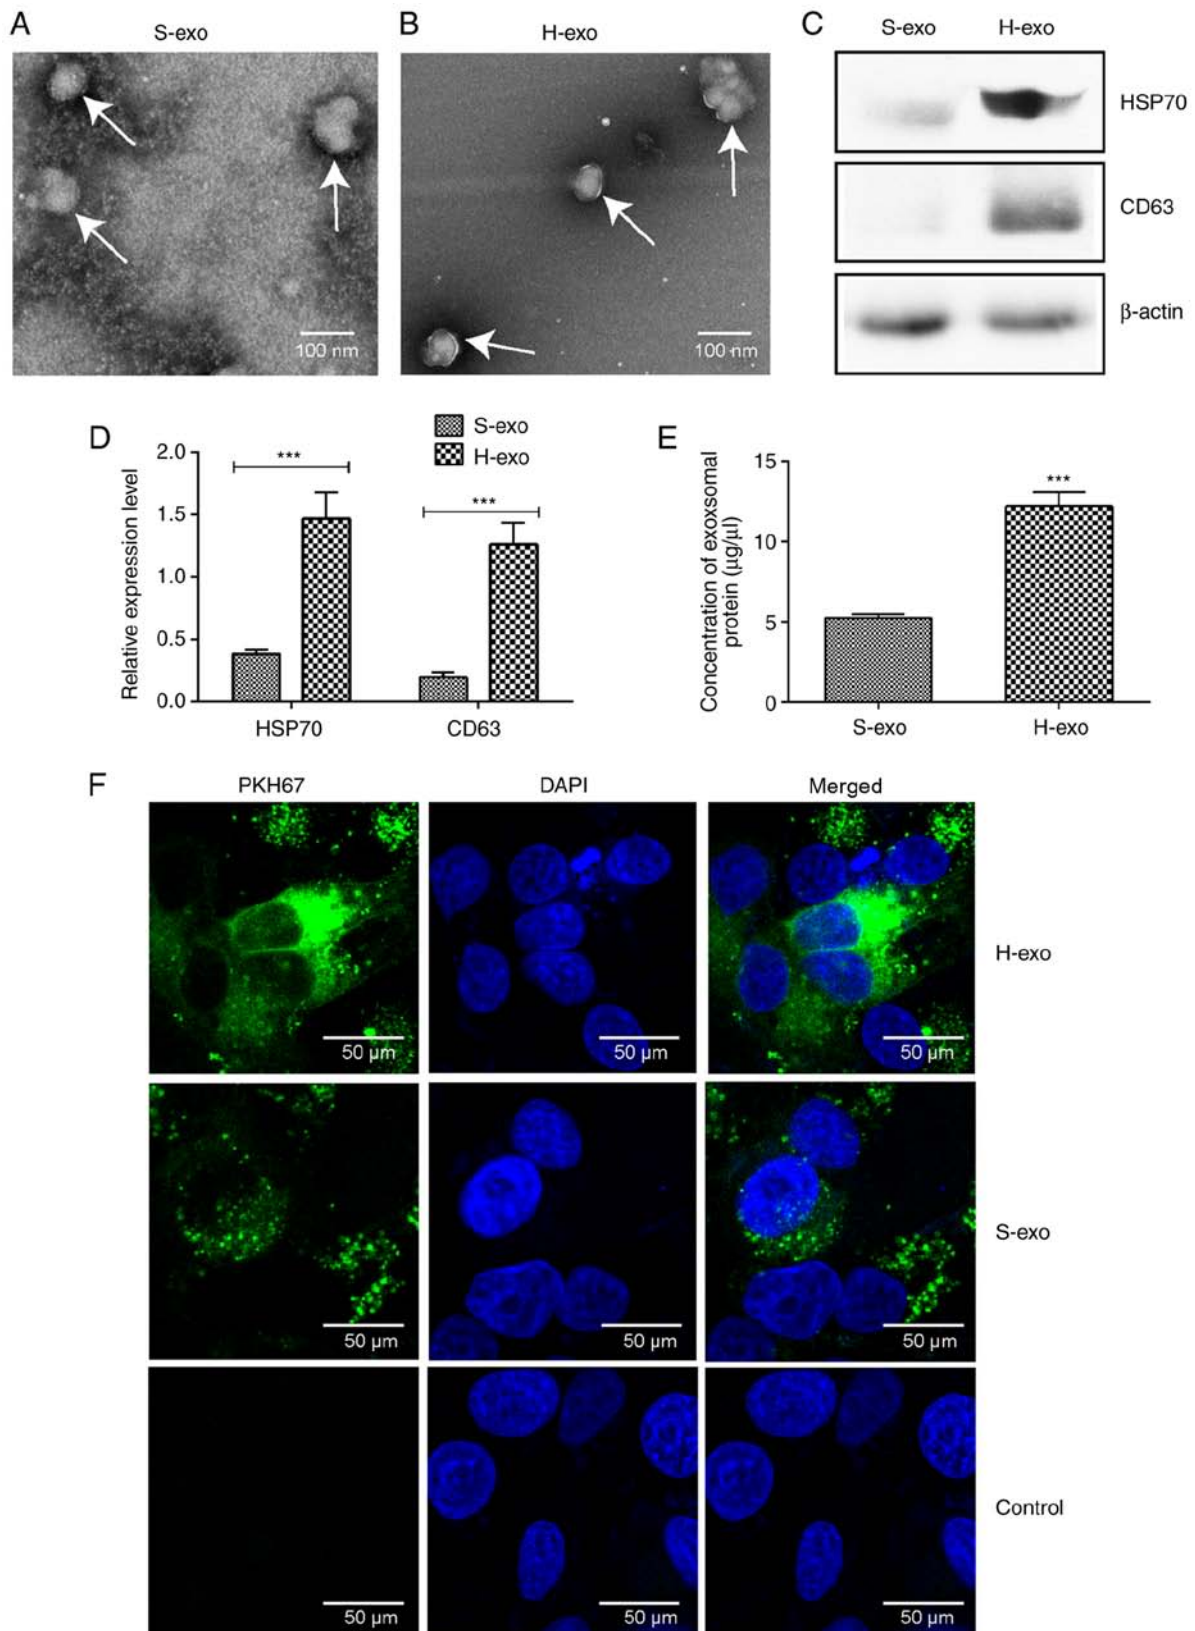 A
S-exo
100 nm
B
H-exo
100 nm
C
S-exo
H-exo
HSP70
CD63
β-actin
D
S-exo
H-exo
Relative expression level
2.0
1.5
1.0
0.5
0.0
***
***
HSP70
CD63
E
Concentration of exoxsomal
protein (µg/µl)
15
10
5
0
***
S-exo
H-exo
F
PKH67
DAPI
Merged
50 µm
50 µm
50 µm
H-exo
50 µm
50 µm
50 µm
S-exo
50 µm
50 µm
50 µm
Control